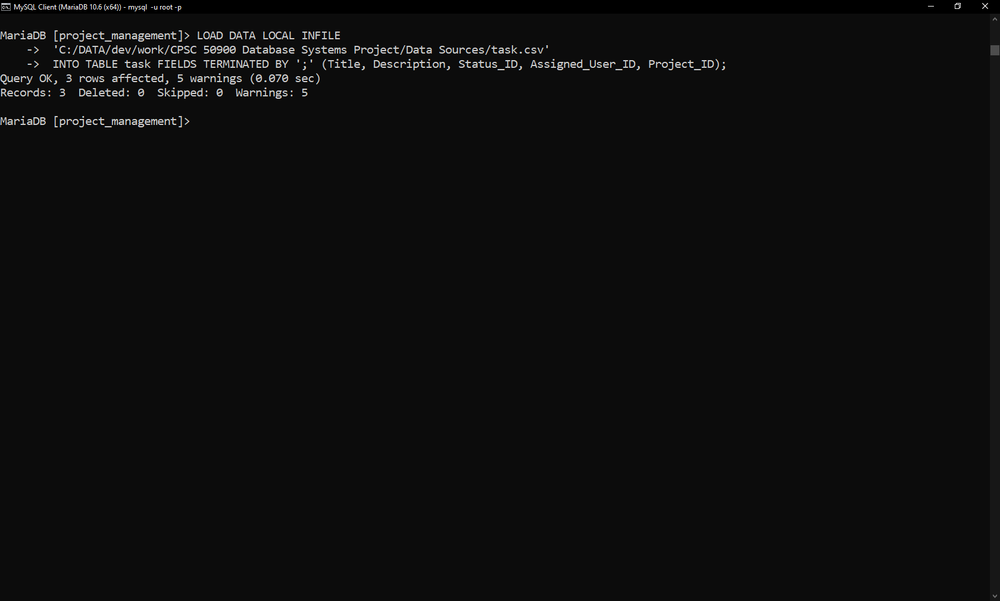 MySQL Client (MariaDB 10.6 (x64)) - mysql  -u root -p
MariaDB [project_management]> LOAD DATA LOCAL INFILE
    ->  'C:/DATA/dev/work/CPSC 50900 Database Systems Project/Data Sources/task.csv'
    ->  INTO TABLE task FIELDS TERMINATED BY ';' (Title, Description, Status_ID, Assigned_User_ID, Project_ID);
Query OK, 3 rows affected, 5 warnings (0.070 sec)
Records: 3  Deleted: 0  Skipped: 0  Warnings: 5
MariaDB [project_management]>